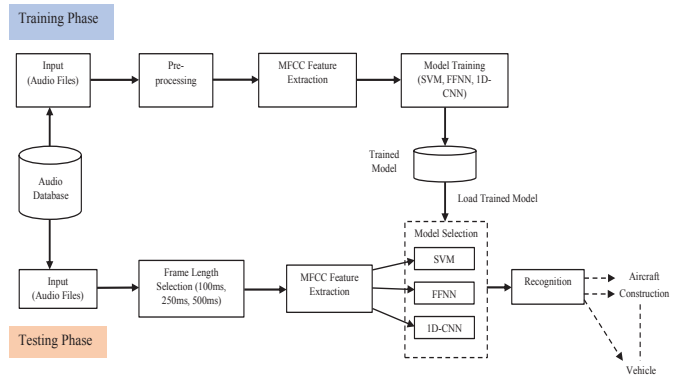 Training Phase
Input
(Audio Files)
Pre-
processing
MFCC Feature
Extraction
Model Training
(SVM, FFNN, 1D-
CNN)
Audio
Database
Trained
Model
Load Trained Model
Model Selection
SVM
FFNN
1D-CNN
Input
(Audio Files)
Frame Length
Selection (100ms,
250ms, 500ms)
MFCC Feature
Extraction
Recognition
Aircraft
Construction
Vehicle
Testing Phase